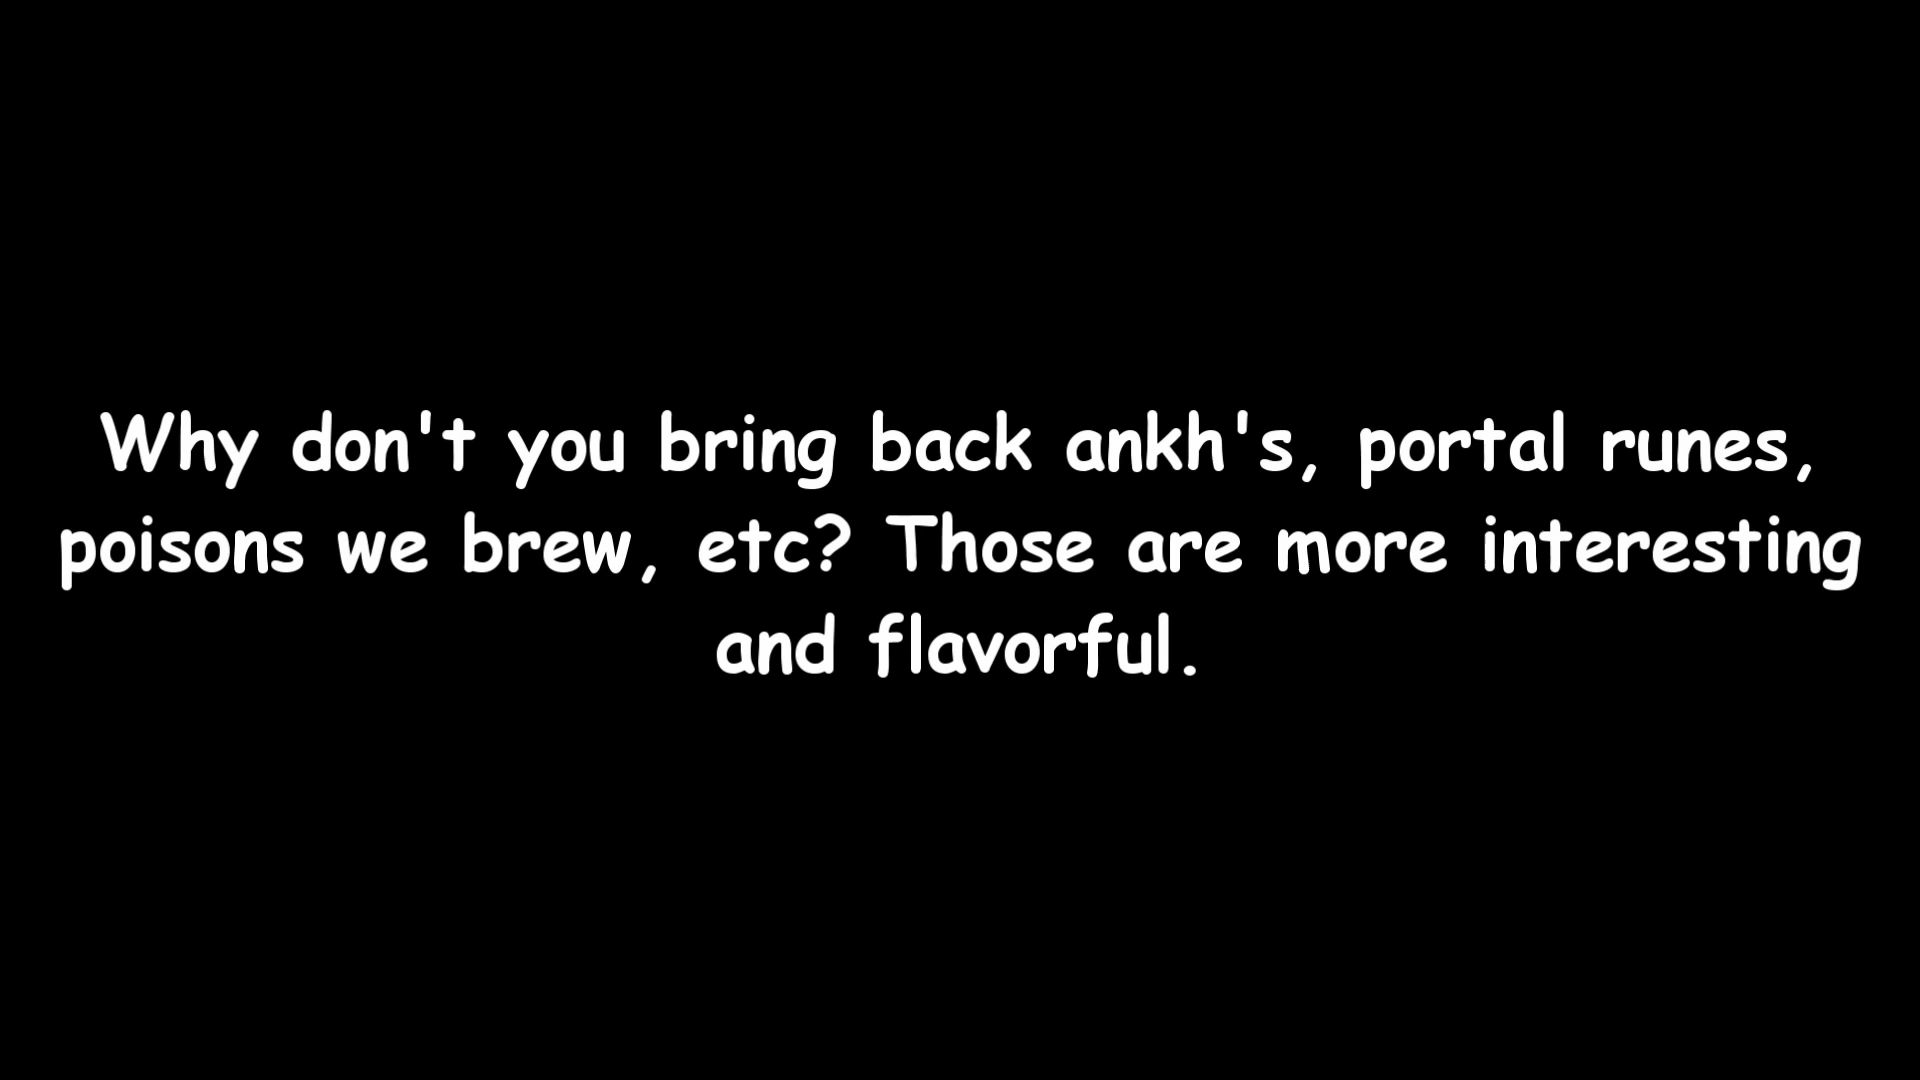 Why don't you bring back ankh's, portal runes,
poisons we brew, etc? Those are more interesting
and flavorful.